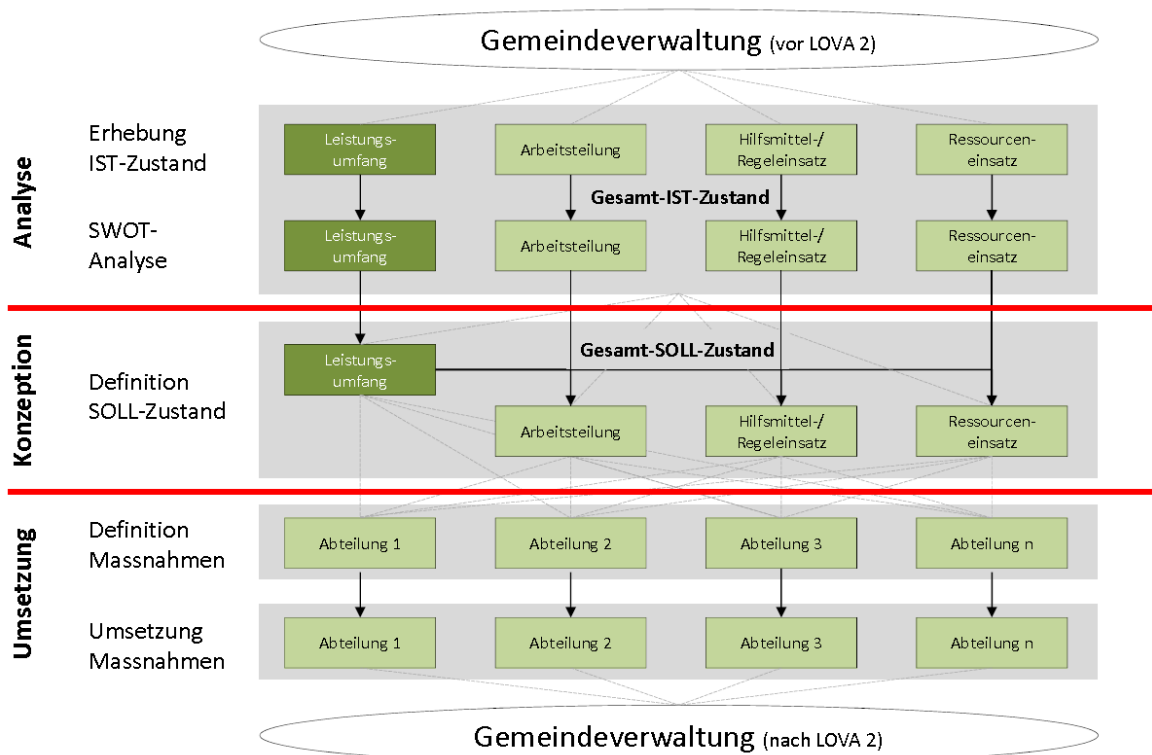 Gemeindeverwaltung (vor LOVA 2)
Analyse
Erhebung
IST-Zustand
Leistungs-
umfang
Arbeitsteilung
Hilfsmittel-/
Regeleinsatz
Ressourcen-
einsatz
Gesamt-IST-Zustand
SWOT-
Analyse
Leistungs-
umfang
Arbeitsteilung
Hilfsmittel-/
Regeleinsatz
Ressourcen-
einsatz
Konzeption
Definition
SOLL-Zustand
Gesamt-SOLL-Zustand
Leistungs-
umfang
Arbeitsteilung
Hilfsmittel-/
Regeleinsatz
Ressourcen-
einsatz
Umsetzung
Definition
Massnahmen
Abteilung 1
Abteilung 2
Abteilung 3
Abteilung n
Umsetzung
Massnahmen
Abteilung 1
Abteilung 2
Abteilung 3
Abteilung n
Gemeindeverwaltung (nach LOVA 2)